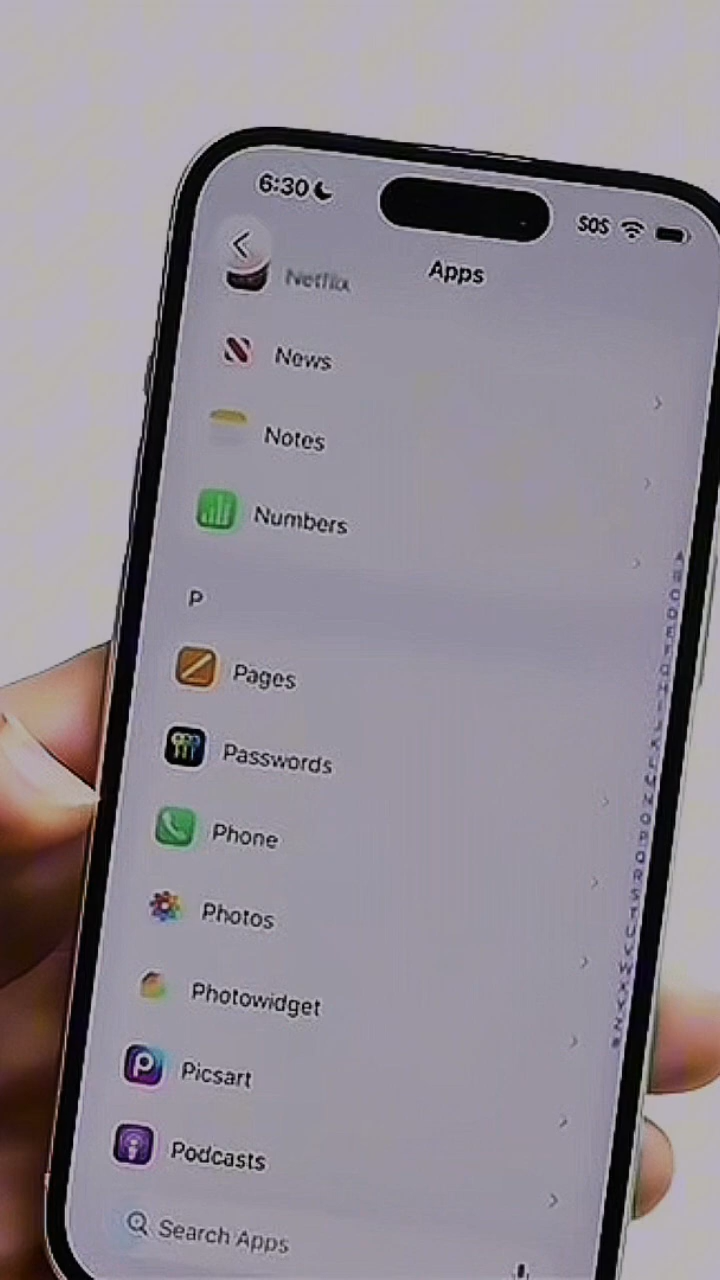 6:30
SOS
Apps
Netflix
News
Notes
Numbers
P
Pages
Passwords
Phone
Photos
Photowidget
Picsart
Podcasts
Search Apps